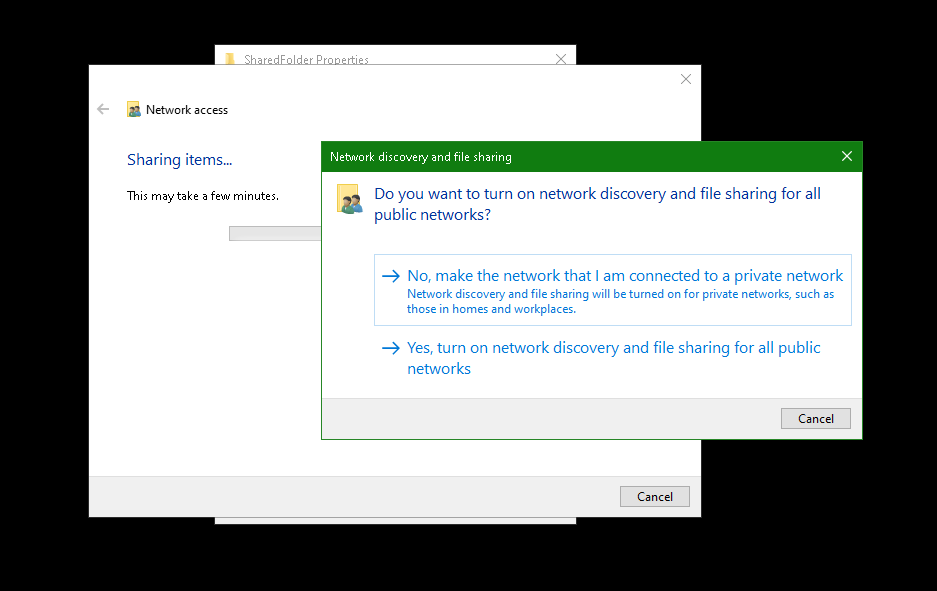 SharedFolder Properties
Network access
Sharing items...
This may take a few minutes.
Network discovery and file sharing
Do you want to turn on network discovery and file sharing for all
public networks?
No, make the network that I am connected to a private network
Network discovery and file sharing will be turned on for private networks, such as
those in homes and workplaces.
Yes, turn on network discovery and file sharing for all public
networks
Cancel
Cancel